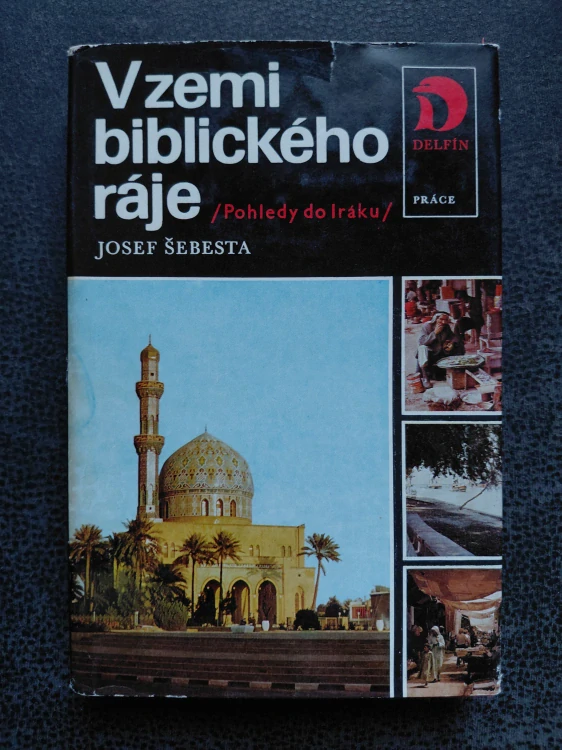 V zemi
biblického
ráje
/Pohledy do Iráku/
JOSEF ŠEBESTA
DELFÍN
PRÁCE